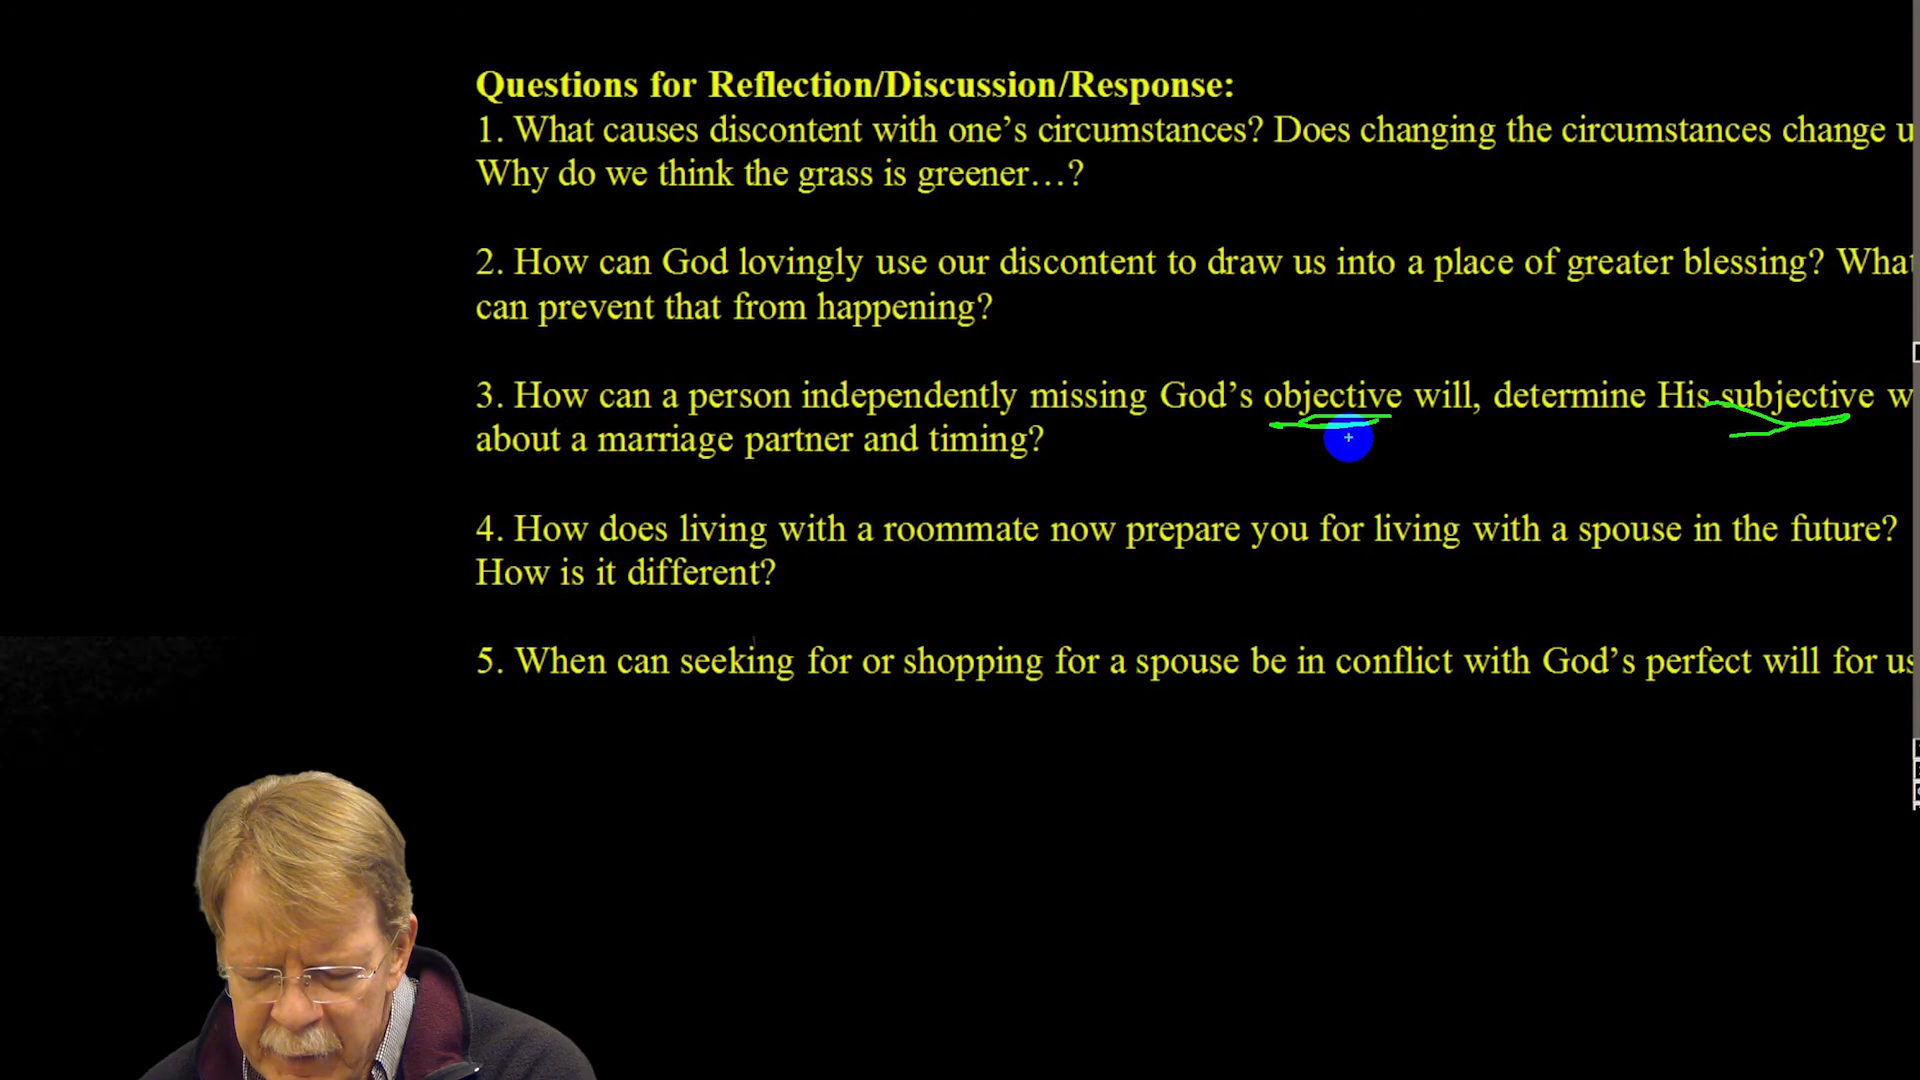 Questions for Reflection/Discussion/Response:
1. What causes discontent with one’s circumstances? Does changing the circumstances change
Why do we think the grass is greener…?
2. How can God lovingly use our discontent to draw us into a place of greater blessing? What
can prevent that from happening?
3. How can a person independently missing God’s objective will, determine His subjective
about a marriage partner and timing?
4. How does living with a roommate now prepare you for living with a spouse in the future?
How is it different?
5. When can seeking for or shopping for a spouse be in conflict with God’s perfect will for us